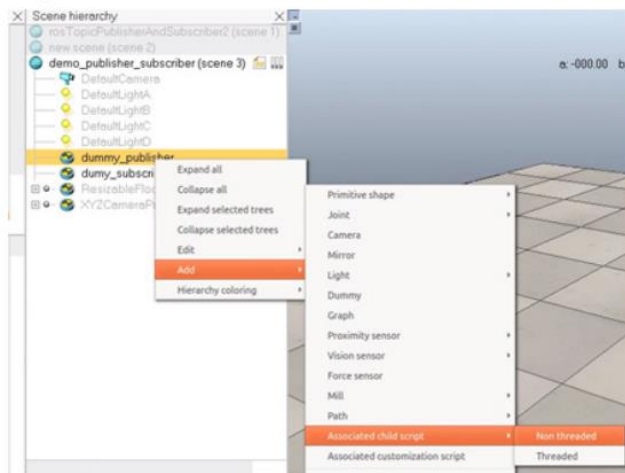 Scene hierarchy
rosTopicPublisherAndSubscriber2 (scene 1)
new scene (scene 2)
demo_publisher_subscriber (scene 3)
a: -000.00 b
DefaultCamera
DefaultLightA
DefaultLightB
DefaultLightC
DefaultLightD
dummy_publisher
dumy_subscri
ResizableFlo
XYZCameraP
Expand all
Collapse all
Expand selected trees
Collapse selected trees
Edit
Add
Hierarchy coloring
Primitive shape
Joint
Camera
Mirror
Light
Dummy
Graph
Proximity sensor
Vision sensor
Force sensor
Mill
Path
Associated child script
Associated customization script
Non threaded
Threaded